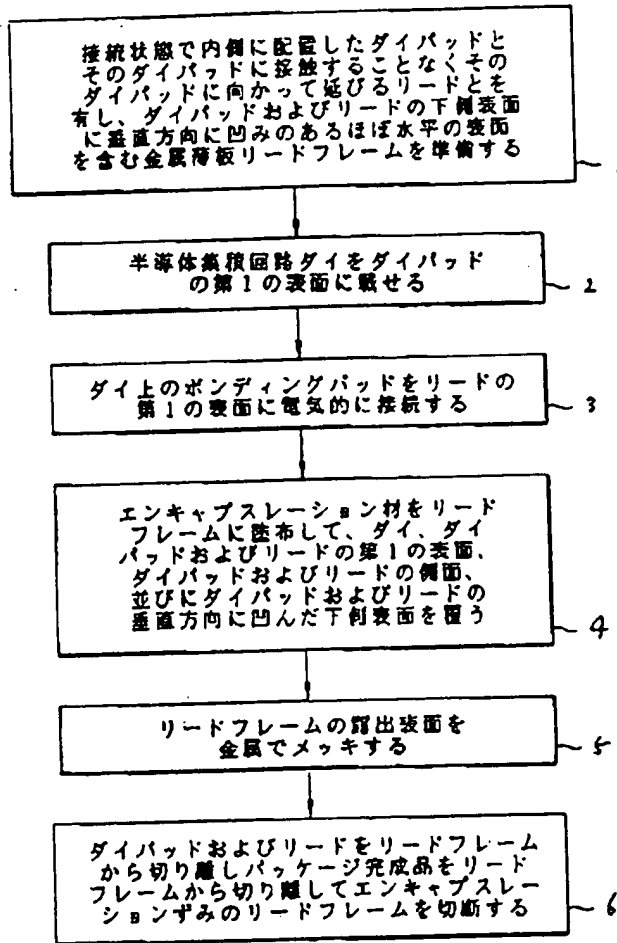 接続状態で内側に配置したダイパッドと
そのダイパッドに接触することなくその
ダイパッドに向かって延びるリードとを
有し、ダイパッドおよびリードの下側表面
に垂直方向に凹みのあるほぼ水平の表面
を含む金属薄板リードフレームを準備する
半導体集積回路ダイをダイパッド
の第1の表面に載せる
2
ダイ上のボンディングパッドをリードの
第1の表面に電気的に接続する
3
エンキャプスレーション材をリード
フレームに塗布して、ダイ、ダイ
パッドおよびリードの第1の表面、
ダイパッドおよびリードの側面、
並びにダイパッドおよびリードの
垂直方向に凹んだ下側表面を覆う
4
リードフレームの露出表面を
金属でメッキする
5
ダイパッドおよびリードをリードフレーム
から切り離しパッケージ完成品をリード
フレームから切り離してエンキャプスレー
ションずみのリードフレームを切断する
6